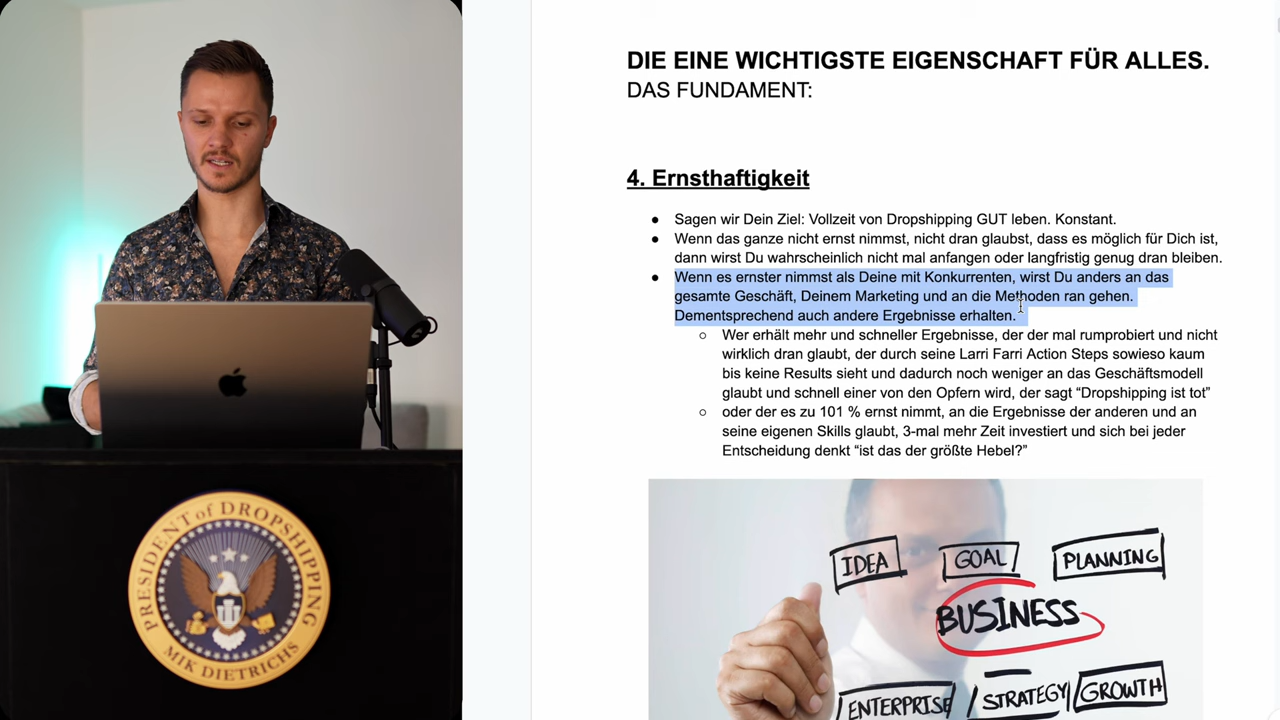 DIE EINE WICHTIGSTE EIGENSCHAFT FÜR ALLES.
DAS FUNDAMENT:
4. Ernsthaftigkeit
● Sagen wir Dein Ziel: Vollzeit von Dropshipping GUT leben. Konstant.
● Wenn das ganze nicht ernst nimmst, nicht dran glaubst, dass es möglich für Dich ist,
dann wirst Du wahrscheinlich nicht mal anfangen oder langfristig genug dran bleiben.
● Wenn es ernster nimmst als Deine mit Konkurrenten, wirst Du anders an das
gesamte Geschäft, Deinem Marketing und an die Methoden ran gehen.
Dementsprechend auch andere Ergebnisse erhalten.
○ Wer erhält mehr und schneller Ergebnisse, der der mal rumprobiert und nicht
wirklich dran glaubt, der durch seine Larri Farri Action Steps sowieso kaum
bis keine Results sieht und dadurch noch weniger an das Geschäftsmodell
glaubt und schnell einer von den Opfern wird, der sagt “Dropshipping ist tot”
○ oder der es zu 101 % ernst nimmt, an die Ergebnisse der anderen und an
seine eigenen Skills glaubt, 3-mal mehr Zeit investiert und sich bei jeder
Entscheidung denkt “ist das der größte Hebel?”
IDEA GOAL PLANNING
BUSINESS
ENTERPRISE STRATEGY GROWTH
PRESIDENT of DROPSHIPPING
MIK DIETRICHS